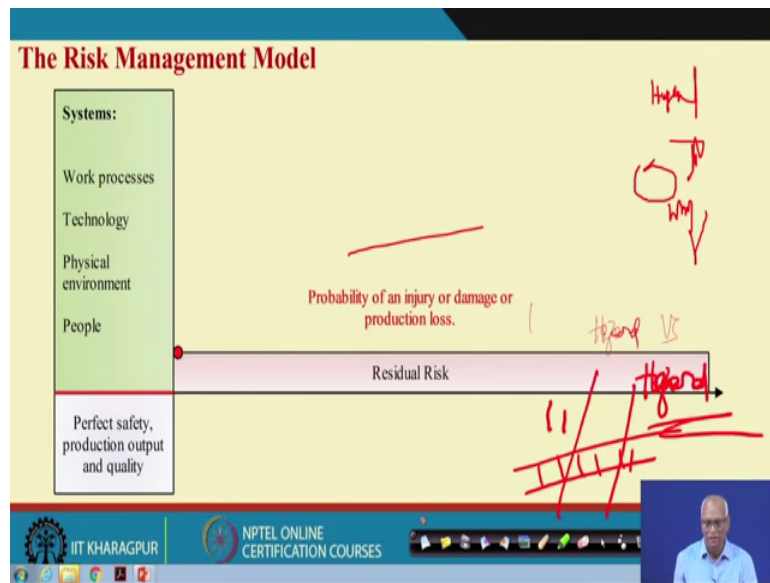 The Risk Management Model
Systems:
Work processes
Technology
Physical
environment
People
Probability of an injury or damage or
production loss.
Hazard VS
Residual Risk
Hazard
Perfect safety,
production output
and quality
IIT KHARAGPUR
NPTEL ONLINE
CERTIFICATION COURSES